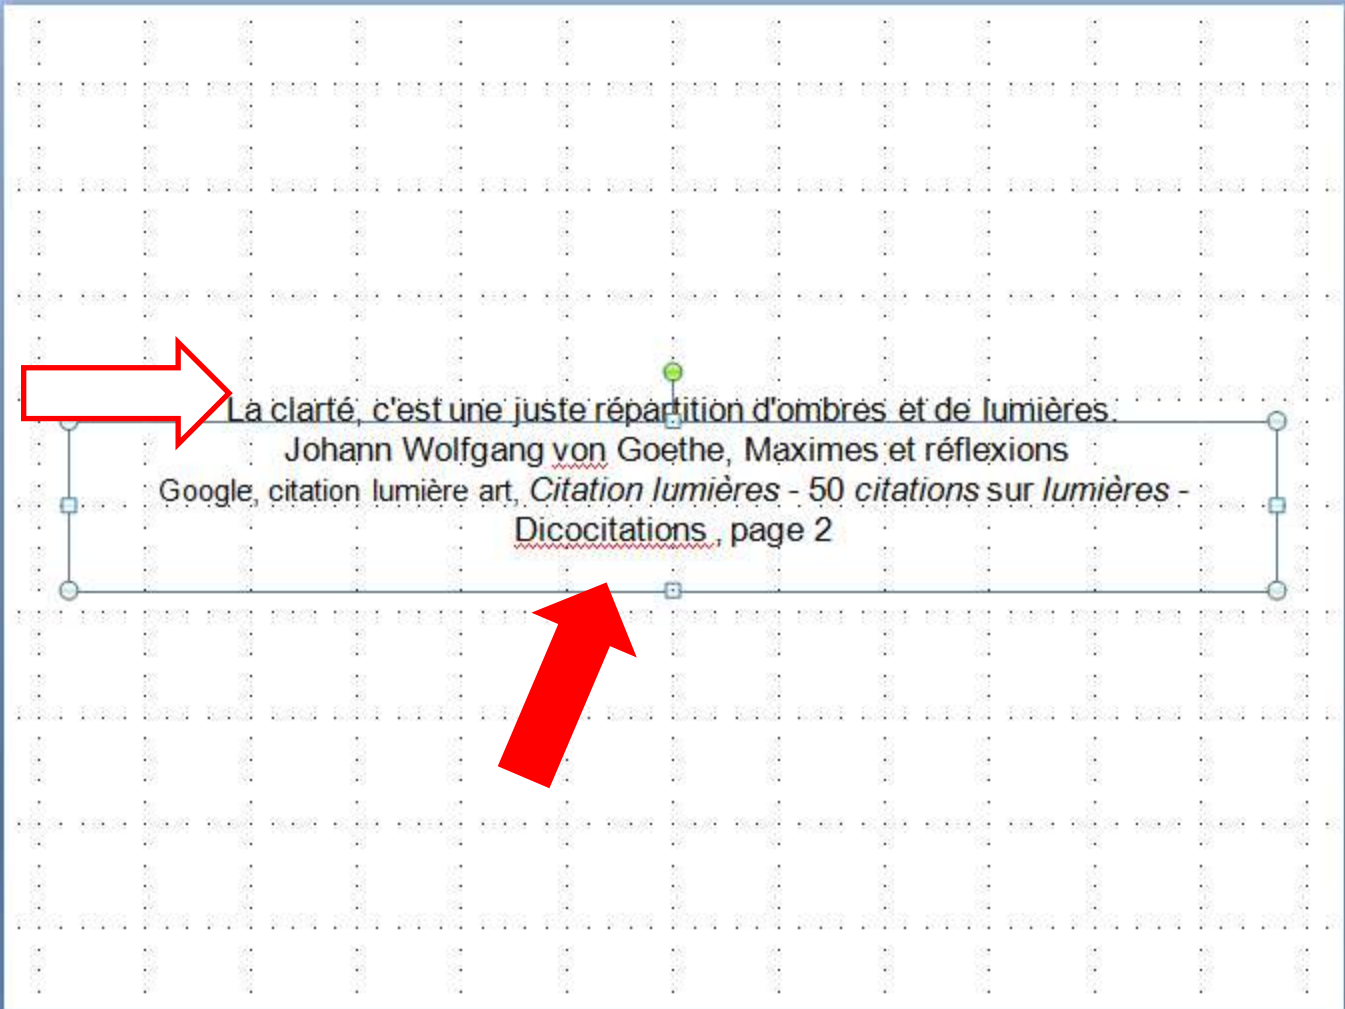 La clarté, c'est une juste répartition d'ombres et de lumières.
Johann Wolfgang von Goethe, Maximes et réflexions
Google, citation lumière art, Citation lumières - 50 citations sur lumières -
Dicocitations , page 2